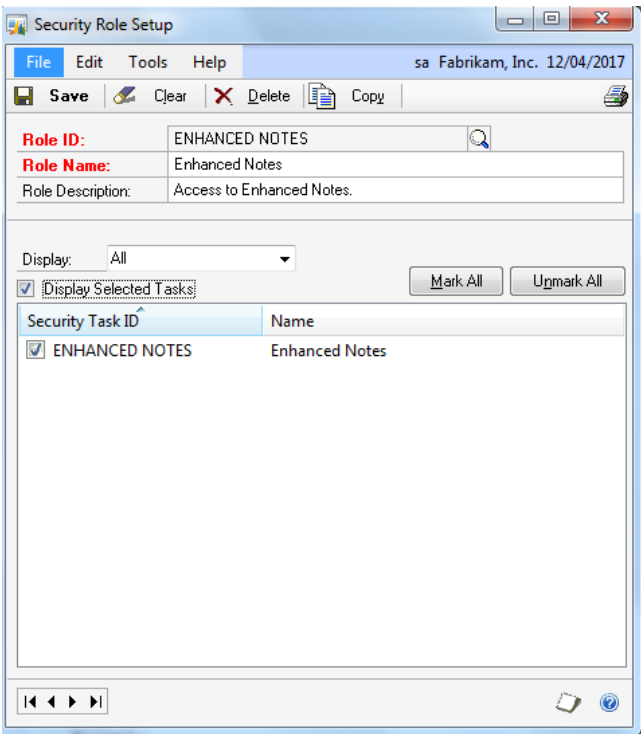 Security Role Setup
File Edit Tools Help sa Fabrikam, Inc. 12/04/2017
Save Clear Delete Copy
Role ID: ENHANCED NOTES
Role Name: Enhanced Notes
Role Description: Access to Enhanced Notes.
Display: All
Display Selected Tasks Mark All Unmark All
Security Task ID Name
ENHANCED NOTES Enhanced Notes